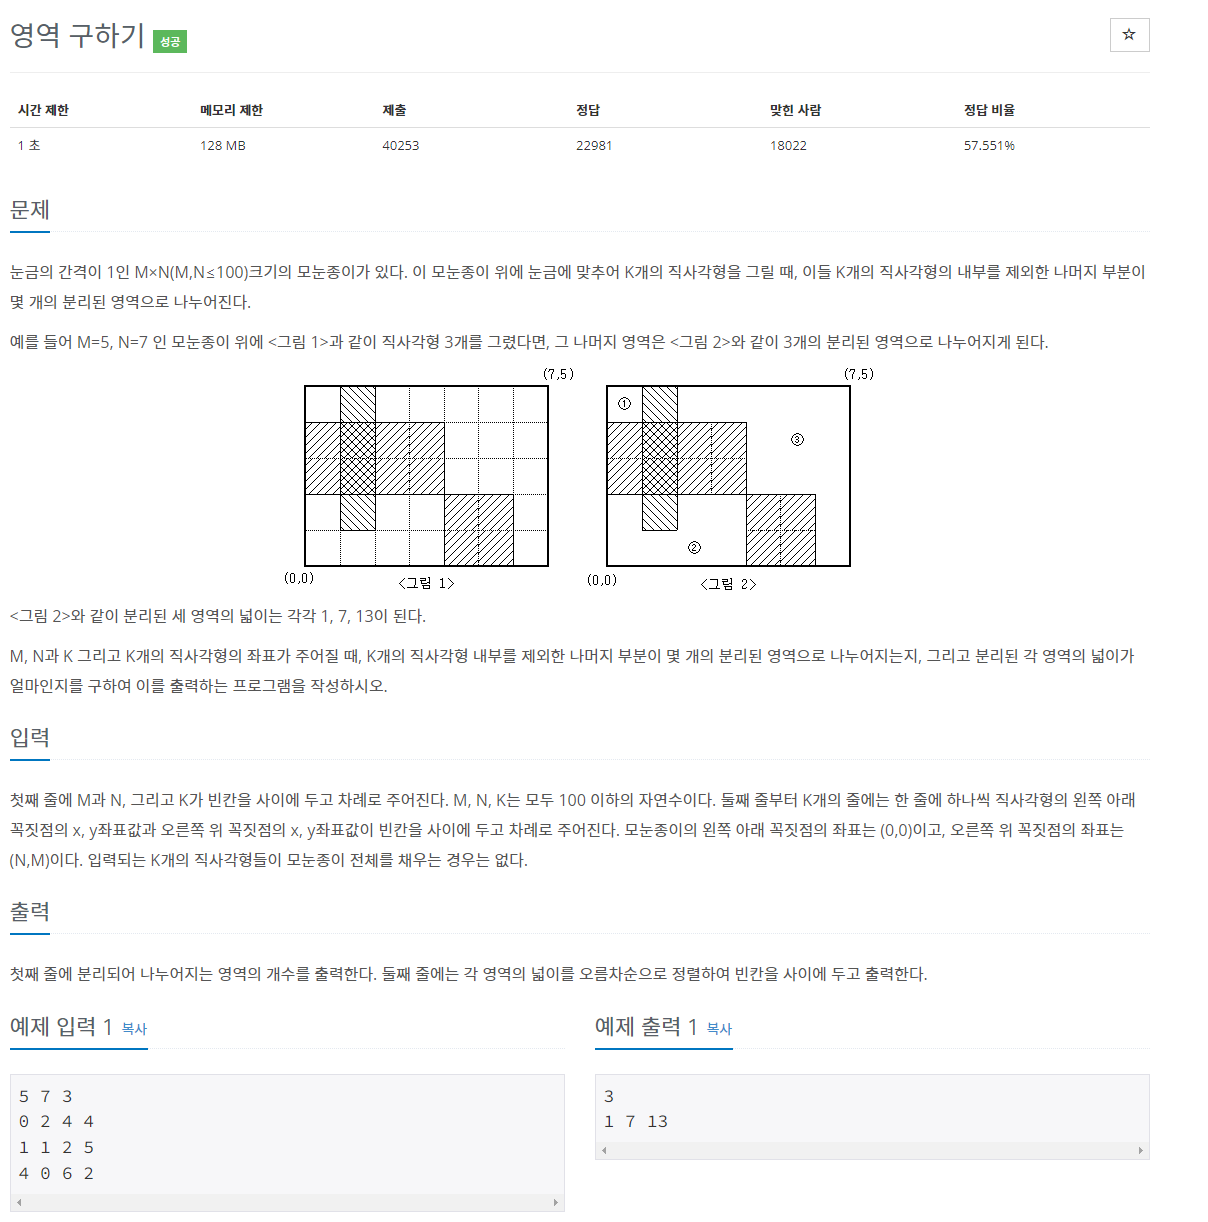 영역 구하기 성공
☆
시간 제한 메모리 제한 제출 정답 맞힌 사람 정답 비율
1 초 128 MB 40253 22981 18022 57.551%
문제
눈금의 간격이 1인 M×N(M,N≤100)크기의 모눈종이가 있다. 이 모눈종이 위에 눈금에 맞추어 K개의 직사각형을 그릴 때, 이들 K개의 직사각형의 내부를 제외한 나머지 부분이
몇 개의 분리된 영역으로 나누어진다.
예를 들어 M=5, N=7 인 모눈종이 위에 <그림 1>과 같이 직사각형 3개를 그렸다면, 그 나머지 영역은 <그림 2>와 같이 3개의 분리된 영역으로 나누어지게 된다.
(7,5) (7,5)
①
③
②
(0,0) (0,0)
<그림 1> <그림 2>
<그림 2>와 같이 분리된 세 영역의 넓이는 각각 1, 7, 13이 된다.
M, N과 K 그리고 K개의 직사각형의 좌표가 주어질 때, K개의 직사각형 내부를 제외한 나머지 부분이 몇 개의 분리된 영역으로 나누어지는지, 그리고 분리된 각 영역의 넓이가
얼마인지를 구하여 이를 출력하는 프로그램을 작성하시오.
입력
첫째 줄에 M과 N, 그리고 K가 빈칸을 사이에 두고 차례로 주어진다. M, N, K는 모두 100 이하의 자연수이다. 둘째 줄부터 K개의 줄에는 한 줄에 하나씩 직사각형의 왼쪽 아래
꼭짓점의 x, y좌표값과 오른쪽 위 꼭짓점의 x, y좌표값이 빈칸을 사이에 두고 차례로 주어진다. 모눈종이의 왼쪽 아래 꼭짓점의 좌표는 (0,0)이고, 오른쪽 위 꼭짓점의 좌표는
(N,M)이다. 입력되는 K개의 직사각형들이 모눈종이 전체를 채우는 경우는 없다.
출력
첫째 줄에 분리되어 나누어지는 영역의 개수를 출력한다. 둘째 줄에는 각 영역의 넓이를 오름차순으로 정렬하여 빈칸을 사이에 두고 출력한다.
예제 입력 1 복사
5 7 3
0 2 4 4
1 1 2 5
4 0 6 2
예제 출력 1 복사
3
1 7 13